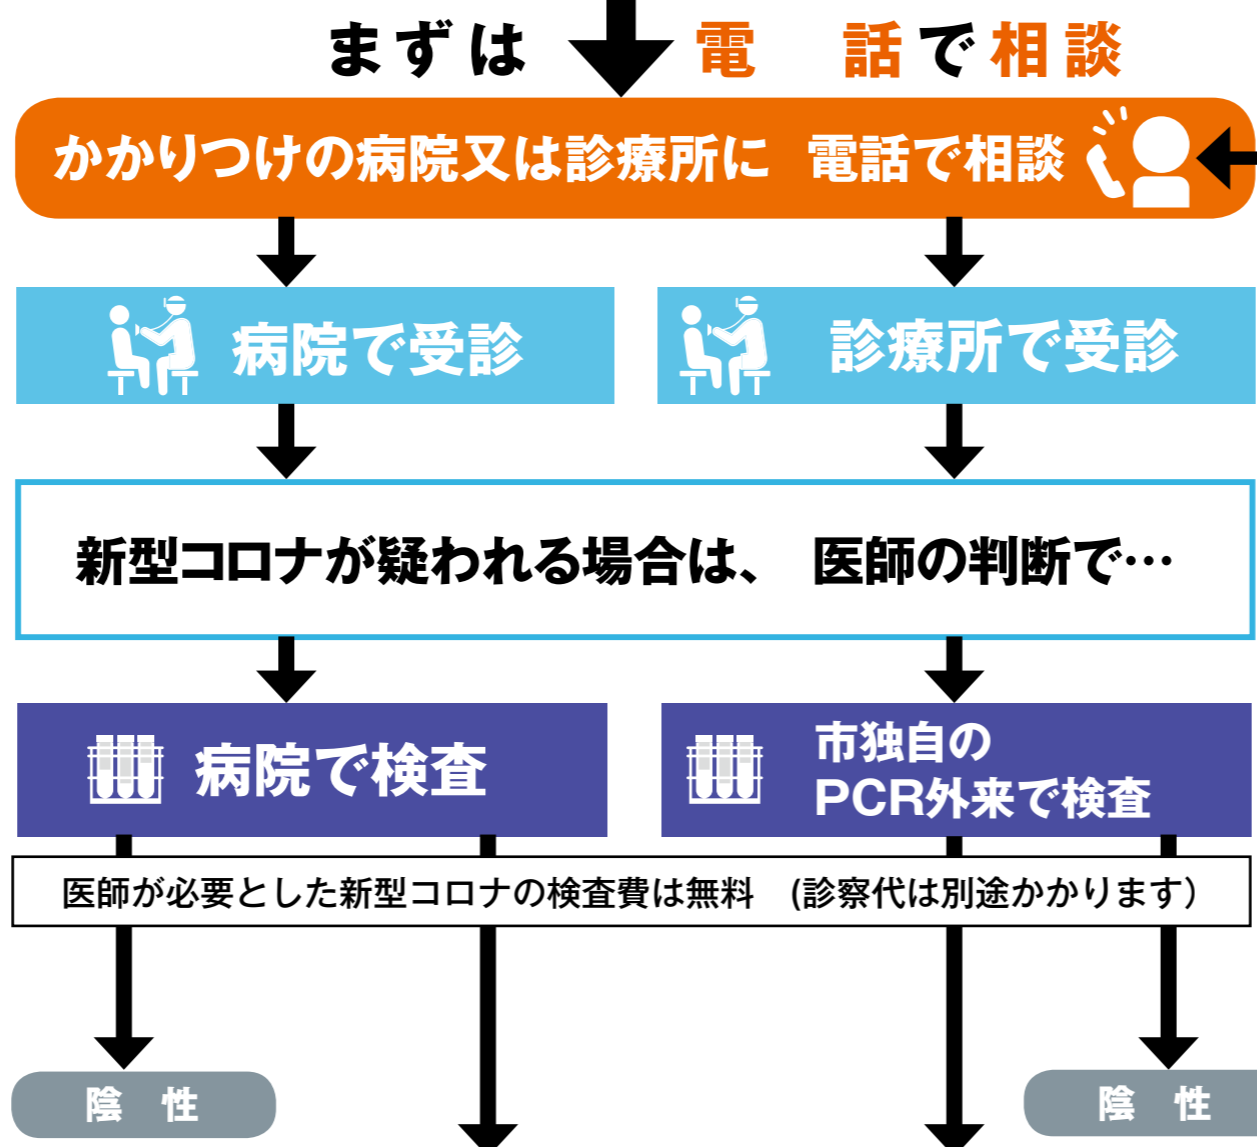 まずは 電 話で相談
かかりつけの病院又は診療所に 電話で相談
病院で受診
診療所で受診
新型コロナが疑われる場合は、 医師の判断で…
病院で検査
市独自の
PCR外来で検査
医師が必要とした新型コロナの検査費は無料 (診察代は別途かかります)
陰 性
陰 性